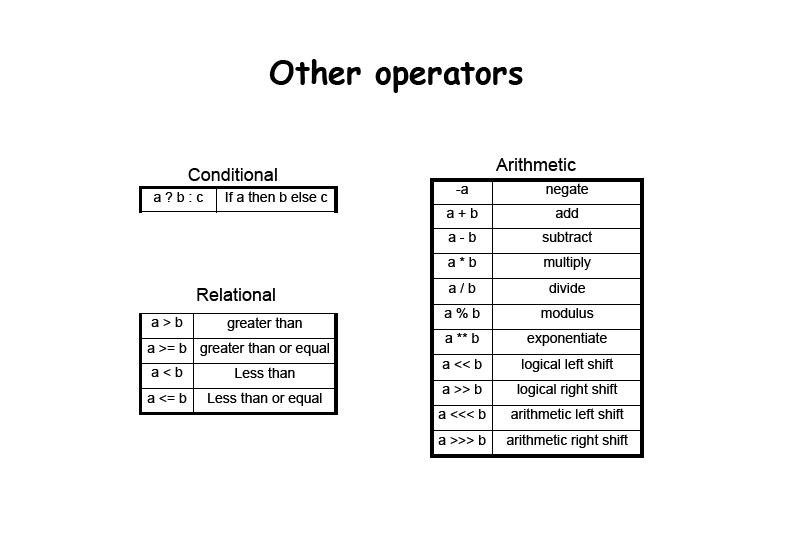 Other operators
Conditional
a ? b : c If a then b else c
Relational
a > b greater than
a >= b greater than or equal
a < b Less than
a <= b Less than or equal
Arithmetic
-a negate
a + b add
a - b subtract
a * b multiply
a / b divide
a % b modulus
a ** b exponentiate
a << b logical left shift
a >> b logical right shift
a <<< b arithmetic left shift
a >>> b arithmetic right shift